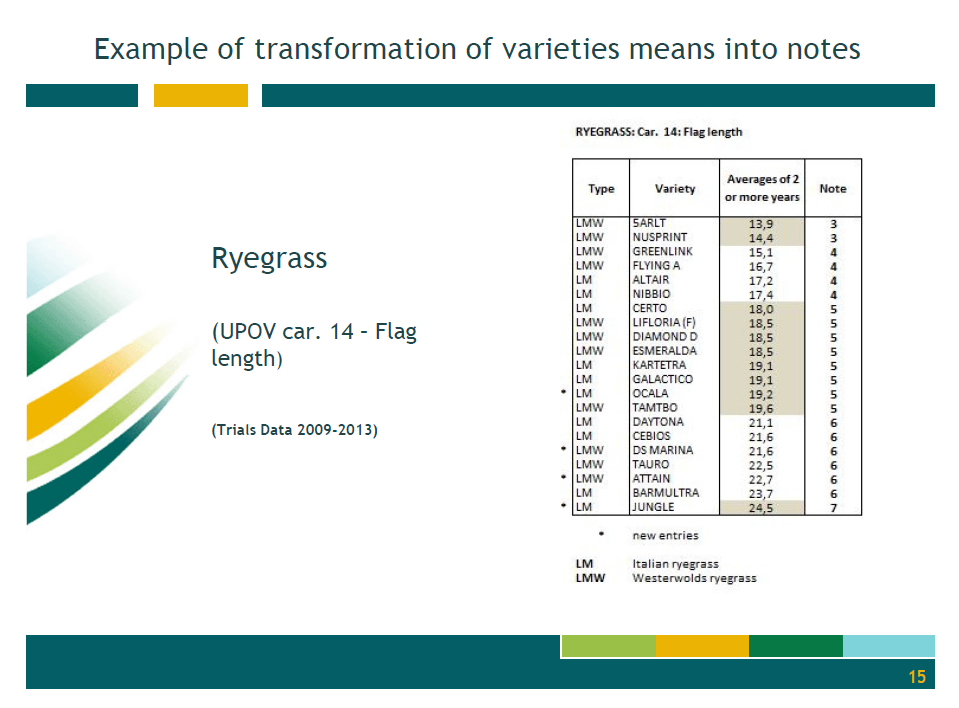 Example of transformation of varieties means into notes
Ryegrass
(UPOV car. 14 – Flag
length)
(Trials Data 2009-2013)
RYEGRASS: Car. 14: Flag length
Type Variety Averages of 2 or more years Note
LMW SARLT 13,9 3
LMW NUSPRINT 14,4 3
LMW GREENLINK 15,1 4
LMW FLYING A 16,7 4
LM ALTAIR 17,2 4
LM NIBBIO 17,4 4
LM CERTO 18,0 5
LMW LIFLORIA (F) 18,5 5
LMW DIAMOND D 18,5 5
LMW ESMERALDA 18,5 5
LM KARTETRA 19,1 5
LM GALACTICO 19,1 5
* LM OCALA 19,2 5
LMW TAMTBO 19,6 5
LM DAYTONA 21,1 6
LM CEBIOS 21,6 6
* LMW DS MARINA 21,6 6
LMW TAURO 22,5 6
* LMW ATTAIN 22,7 6
LM BARMULTRA 23,7 6
* LM JUNGLE 24,5 7
* new entries
LM Italian ryegrass
LMW Westerwolds ryegrass
15